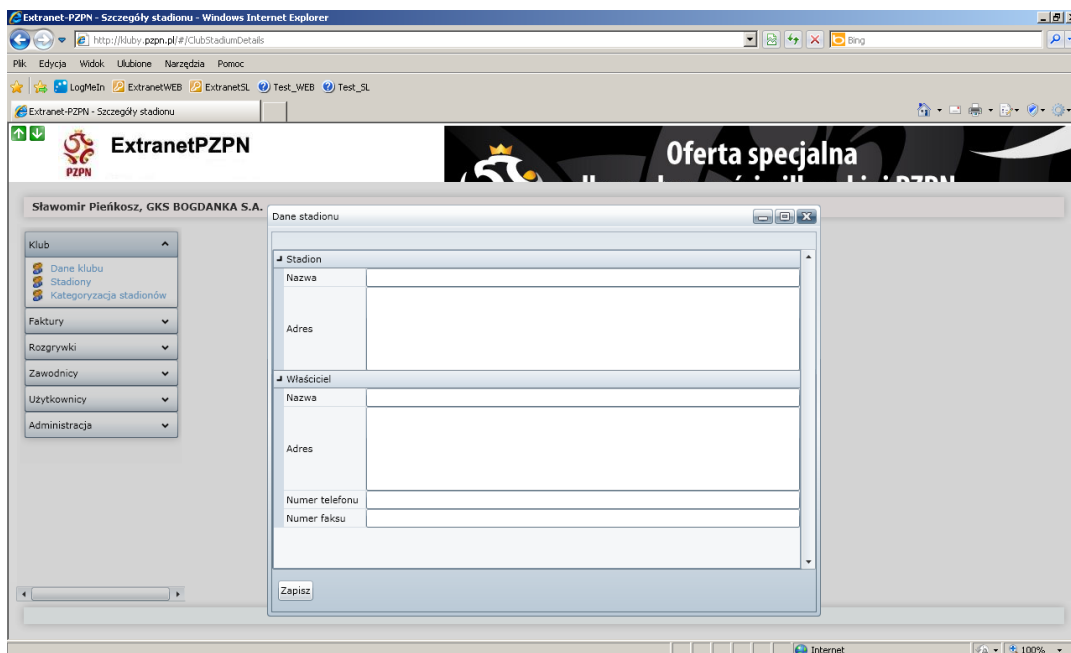 Extranet-PZPN - Szczegóły stadionu - Windows Internet Explorer
http://kluby.pzpn.pl/#/ClubStadiumDetails
Bing
Plik Edycja Widok Ulubione Narzędzia Pomoc
LogMeIn ExtranetWEB ExtranetSL Test_WEB Test_SL
Extranet-PZPN - Szczegóły stadionu
PZPN
ExtranetPZPN
Oferta specjalna
Sławomir Pieńkosz, GKS BOGDANKA S.A.
Klub
Dane klubu
Stadiony
Kategoryzacja stadionów
Faktury
Rozgrywki
Zawodnicy
Użytkownicy
Administracja
Dane stadionu
Stadion
Nazwa
Adres
Właściciel
Nazwa
Adres
Numer telefonu
Numer faksu
Zapisz
Internet
100%